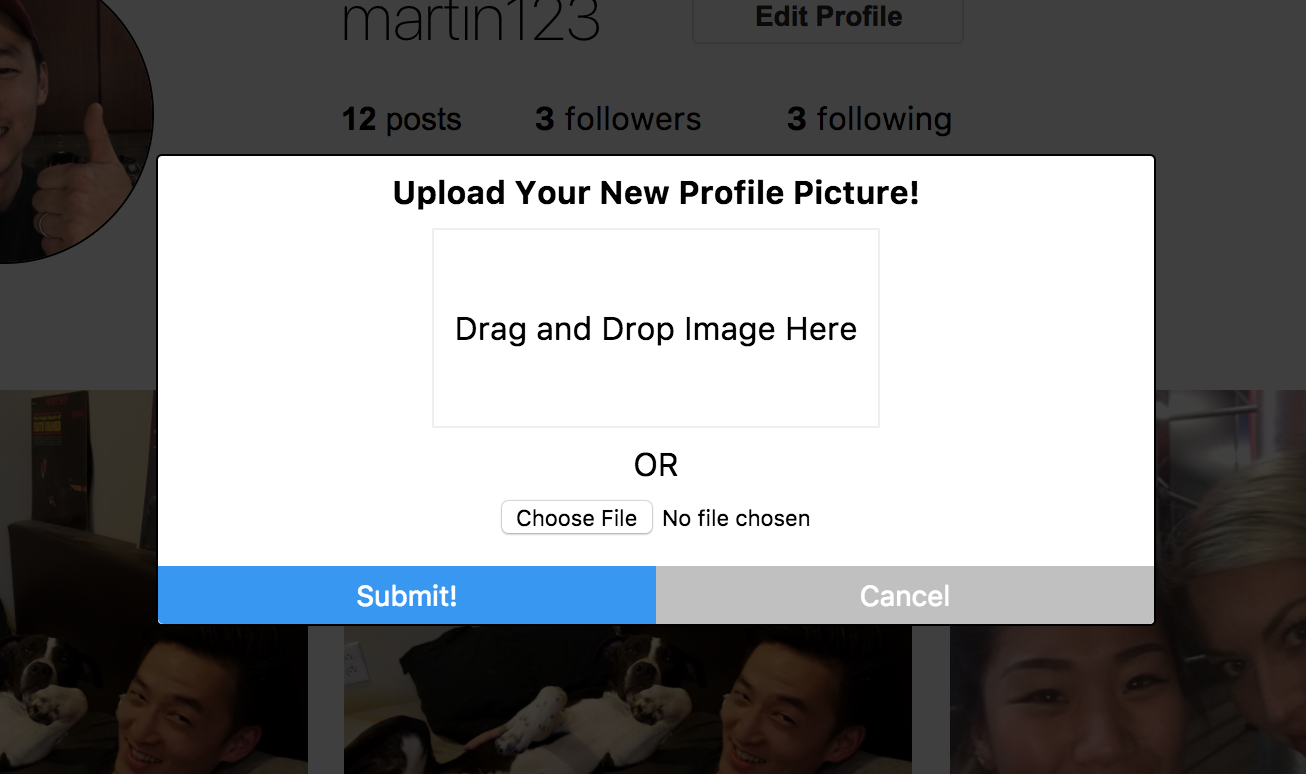 martin123
Edit Profile
12 posts 3 followers 3 following
Upload Your New Profile Picture!
Drag and Drop Image Here
OR
Choose File No file chosen
Submit! Cancel